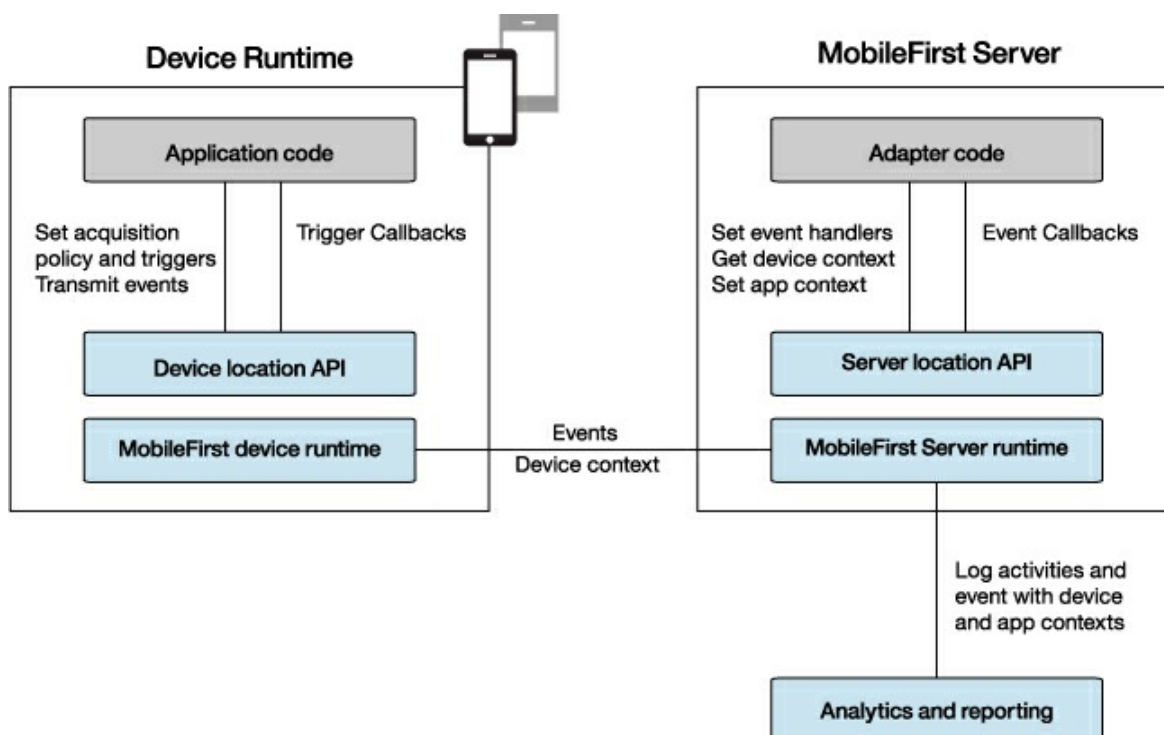 Device Runtime
MobileFirst Server
Application code
Adapter code
Set acquisition
policy and triggers
Transmit events
Trigger Callbacks
Set event handlers
Get device context
Set app context
Event Callbacks
Device location API
Server location API
MobileFirst device runtime
Events
Device context
MobileFirst Server runtime
Log activities and
event with device
and app contexts
Analytics and reporting